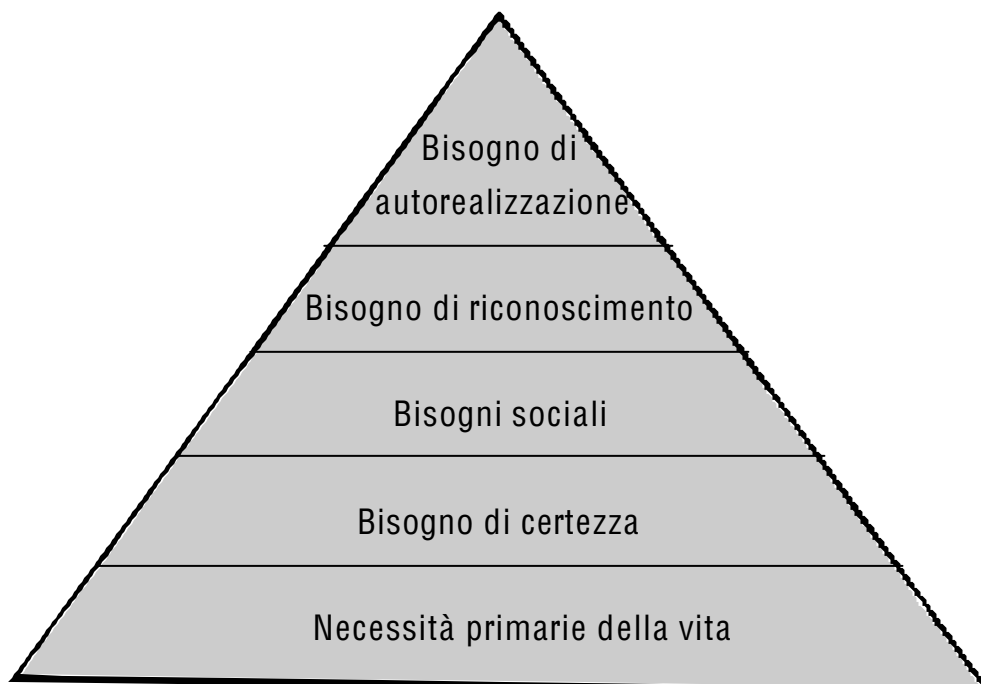 Bisogno di
autorealizzazione
Bisogno di riconoscimento
Bisogni sociali
Bisogno di certezza
Necessità primarie della vita